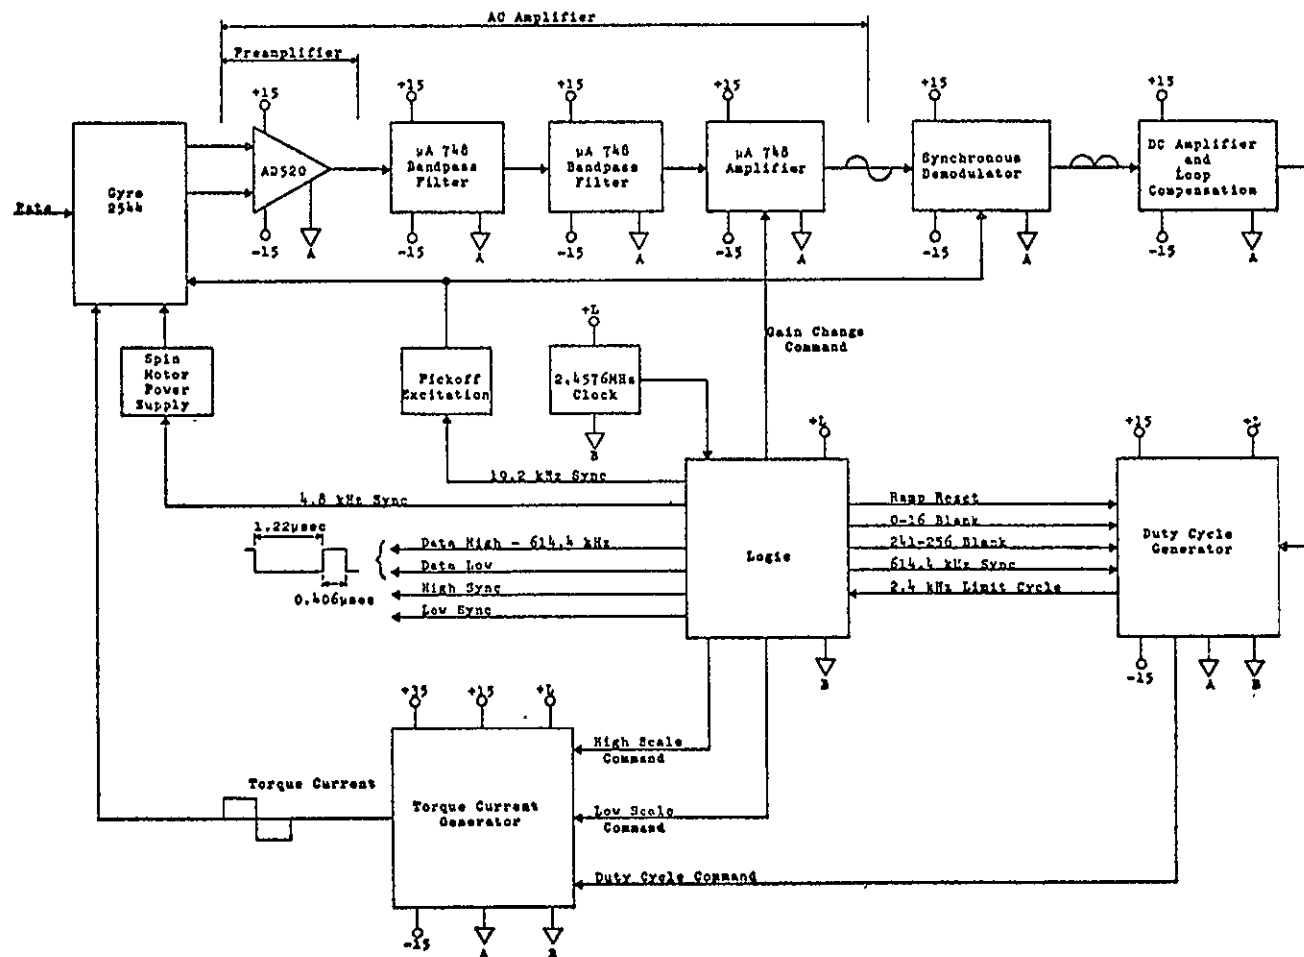 AC Amplifier
Preamplifier
+15
+15
+15
+15
+15
+15
Gyro
2544
Rate
AD520
µA 748
Bandpass
Filter
µA 748
Bandpass
Filter
µA 748
Amplifier
Synchronous
Demodulator
DC Amplifier
and
Loop
Compensation
-15
A
-15
A
-15
A
-15
A
-15
A
-15
A
Spin
Motor
Power
Supply
Pickoff
Excitation
+L
2.4576MHz
Clock
B
Gain Change
Command
19.2 kHz Sync
4.8 kHz Sync
1.22µsec
0.406µsec
Data High - 614.4 kHz
Data Low
High Sync
Low Sync
+L
Logic
B
Ramp Reset
0-16 Blank
241-256 Blank
614.4 kHz Sync
2.4 kHz Limit Cycle
+15
+L
Duty Cycle
Generator
-15
A
B
+35
+15
+L
Torque Current
Torque Current
Generator
High Scale
Command
Low Scale
Command
Duty Cycle Command
-15
A
B